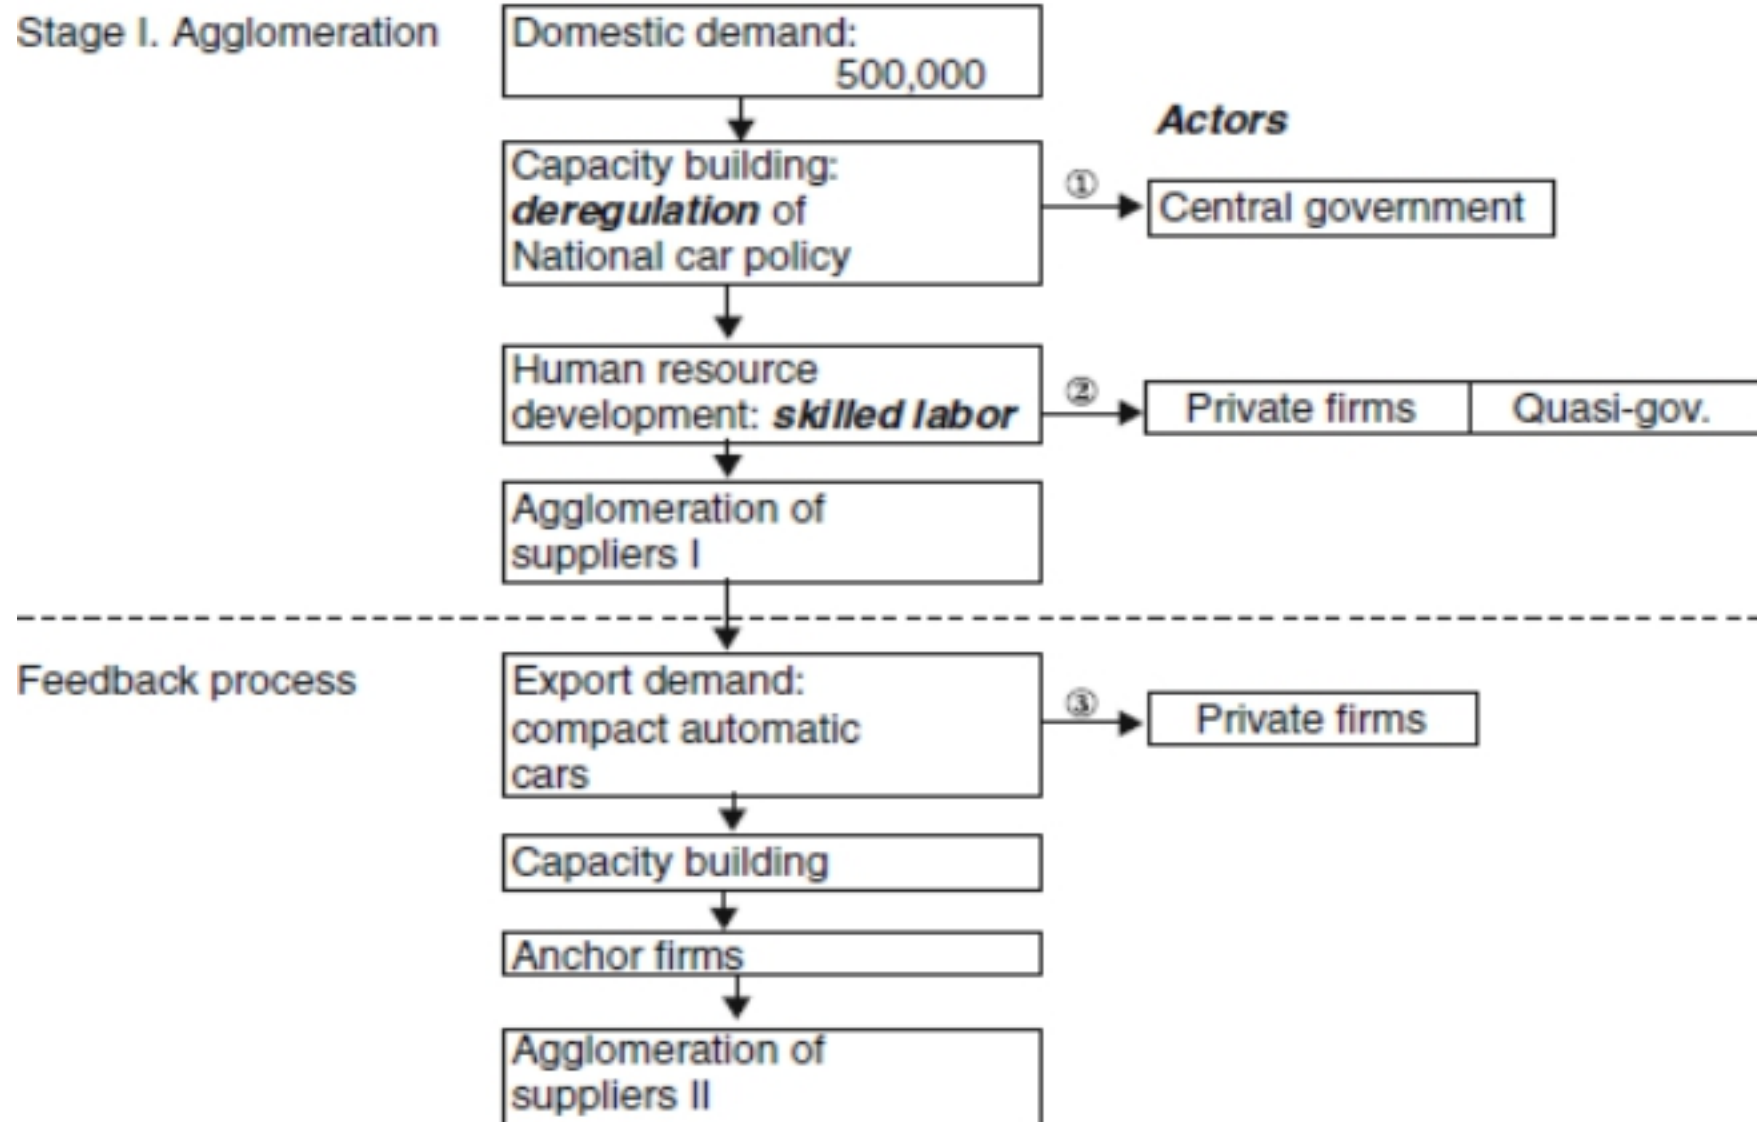 Stage I. Agglomeration
Domestic demand:
500,000
Actors
Capacity building:
deregulation of
National car policy
①
Central government
Human resource
development: skilled labor
②
Private firms
Quasi-gov.
Agglomeration of
suppliers I
Feedback process
Export demand:
compact automatic
cars
③
Private firms
Capacity building
Anchor firms
Agglomeration of
suppliers II